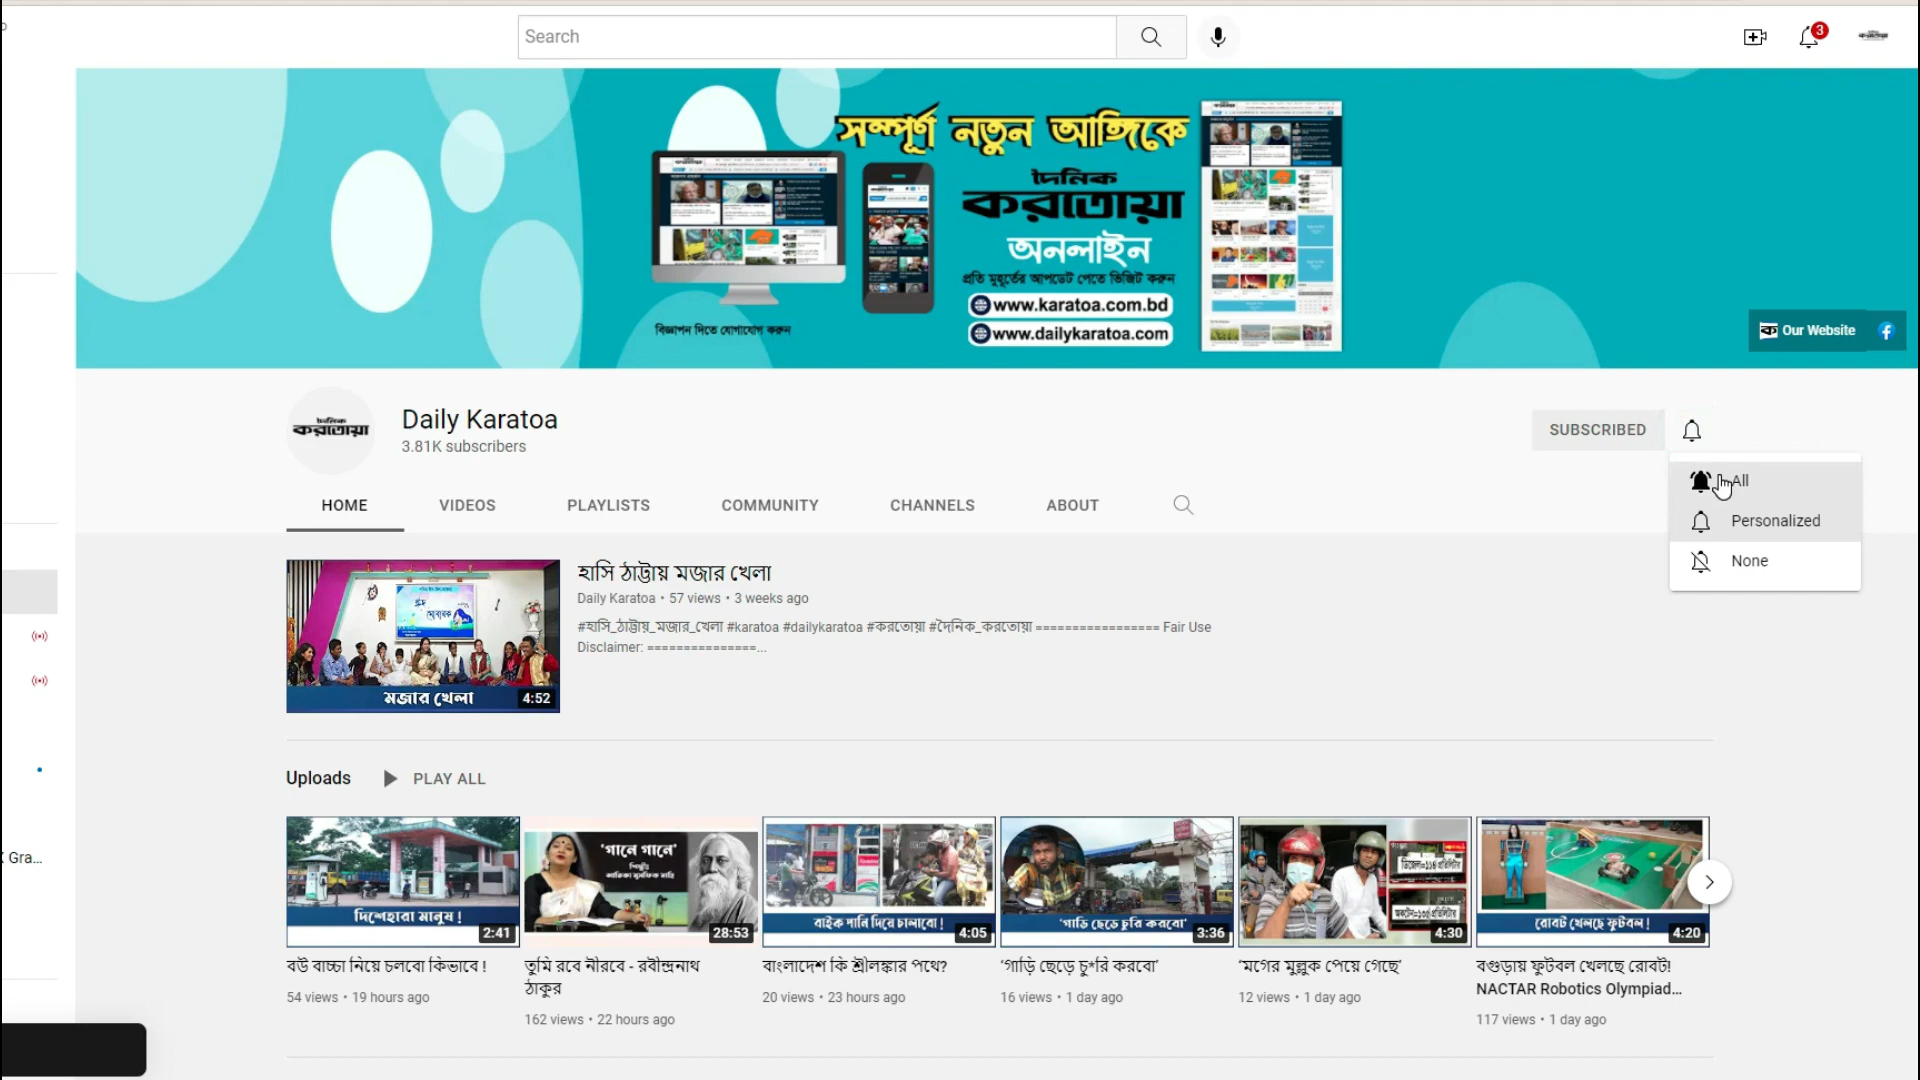 Search
3
সম্পূর্ণ নতুন আঙ্গিকে
দৈনিক
করতোয়া
অনলাইন
প্রতি মুহূর্তের আপডেট পেতে ভিজিট করুন
www.karatoa.com.bd
www.dailykaratoa.com
বিজ্ঞাপন দিতে যোগাযোগ করুন
Our Website
দৈনিক
করতোয়া
Daily Karatoa
3.81K subscribers
SUBSCRIBED
All
Personalized
None
HOME VIDEOS PLAYLISTS COMMUNITY CHANNELS ABOUT
মজার খেলা
4:52
হাসি ঠাট্টায় মজার খেলা
Daily Karatoa • 57 views • 3 weeks ago
#হাসি_ঠাট্টায়_মজার_খেলা #karatoa #dailykaratoa #করতোয়া #দৈনিক_করতোয়া ================= Fair Use
Disclaimer: ===============...
Uploads PLAY ALL
দিশেহারা মানুষ !
2:41
বউ বাচ্চা নিয়ে চলবো কিভাবে !
54 views • 19 hours ago
'গানে গানে'
28:53
তুমি রবে নীরবে - রবীন্দ্রনাথ
ঠাকুর
162 views • 22 hours ago
বাইক পানি দিয়ে চালাবো !
4:05
বাংলাদেশ কি শ্রীলঙ্কার পথে?
20 views • 23 hours ago
'গাড়ি ছেড়ে চুরি করবো'
3:36
'গাড়ি ছেড়ে চু*রি করবো'
16 views • 1 day ago
4:30
'মগের মুল্লুক পেয়ে গেছে'
12 views • 1 day ago
রোবট খেলছে ফুটবল !
4:20
বগুড়ায় ফুটবল খেলছে রোবট!
NACTAR Robotics Olympiad...
117 views • 1 day ago
Gra...